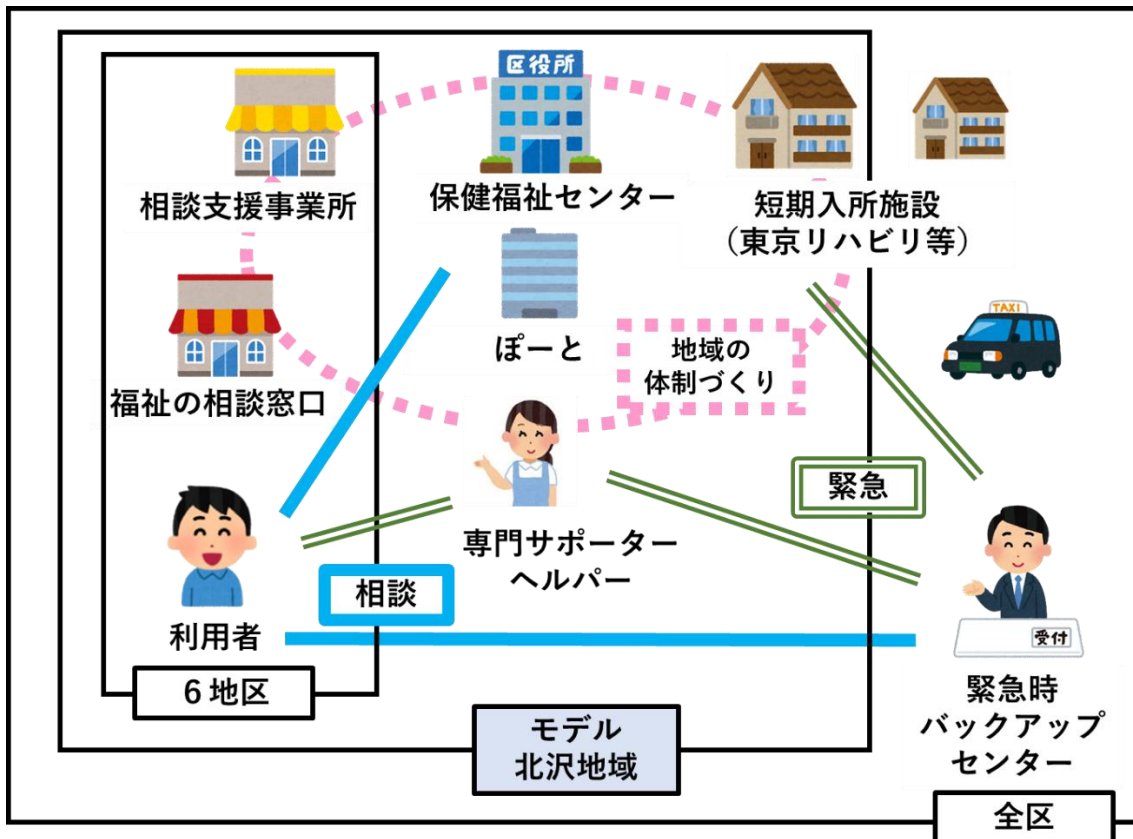 区役所
相談支援事業所
保健福祉センター
短期入所施設
（東京リハビリ等）
ぽーと
地域の
体制づくり
TAXI
福祉の相談窓口
緊急
専門サポーター
ヘルパー
相談
利用者
受付
６地区
緊急時
バックアップ
センター
モデル
北沢地域
全区